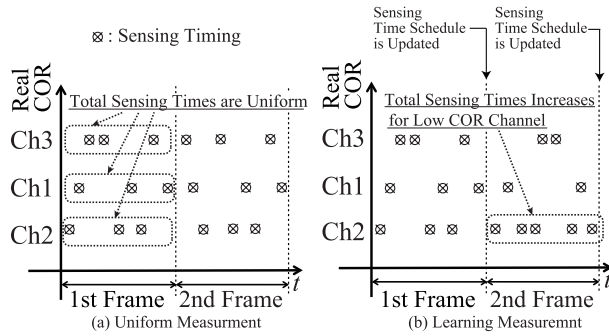 ⊗ : Sensing Timing
Real
COR
Total Sensing Times are Uniform
Ch3
Ch1
Ch2
t
1st Frame
2nd Frame
(a) Uniform Measurment
Sensing
Time Schedule
is Updated
Sensing
Time Schedule
is Updated
Real
COR
Total Sensing Times Increases
for Low COR Channel
Ch3
Ch1
Ch2
t
1st Frame
2nd Frame
(b) Learning Measuremnt